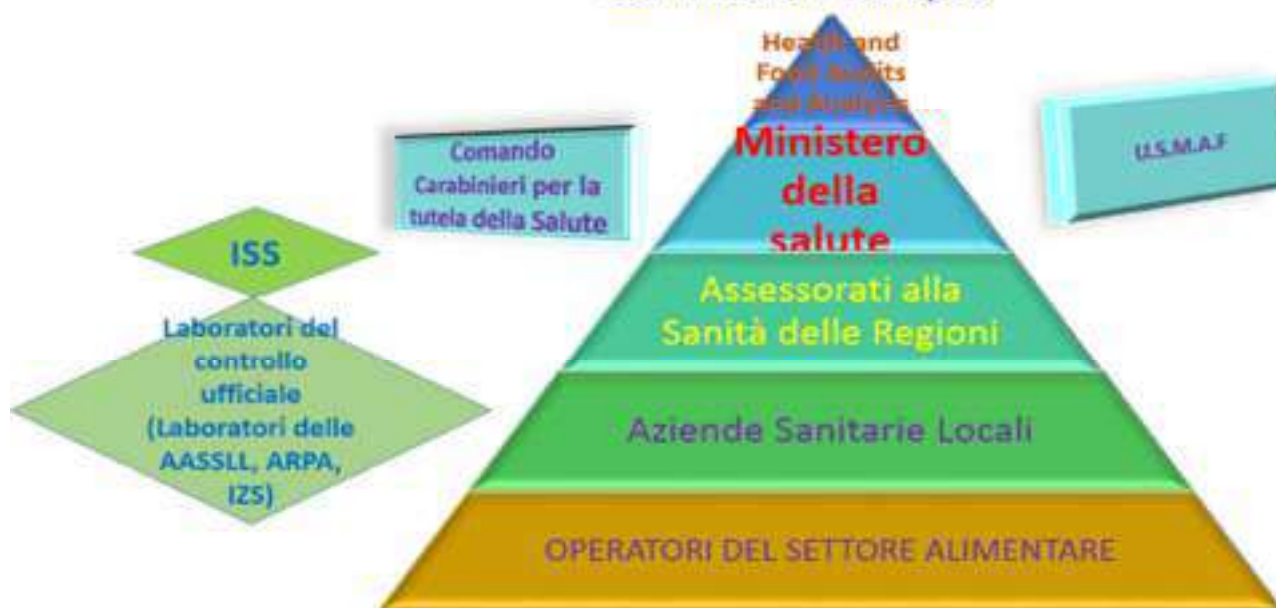 Health and
Food Audits
and Analysis
Ministero
della
salute
Assessorati alla
Sanità delle Regioni
Aziende Sanitarie Locali
OPERATORI DEL SETTORE ALIMENTARE
Comando
Carabinieri per la
tutela della Salute
U.S.M.A.F
ISS
Laboratori del
controllo
ufficiale
(Laboratori delle
AASSLL, ARPA,
IZS)